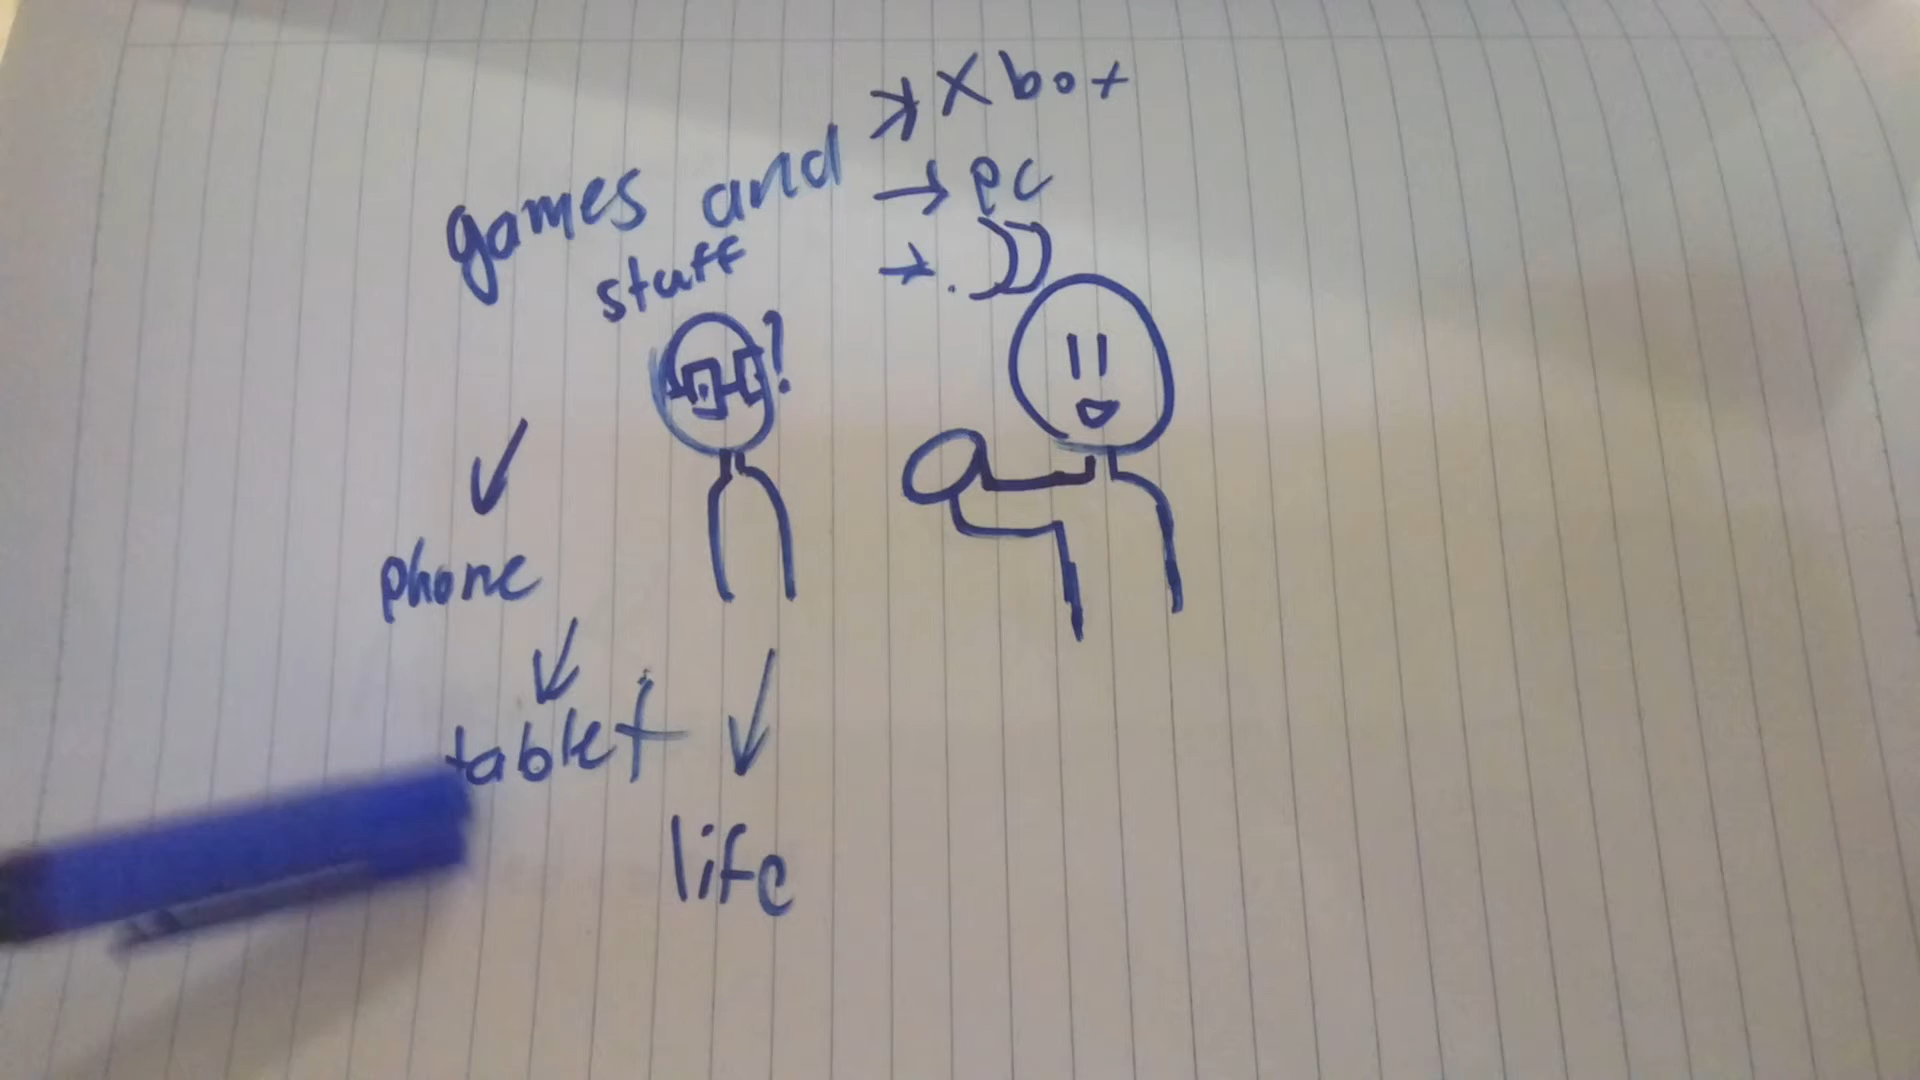 Xbox
games and
pc
stuff
!
phone
tablet
life